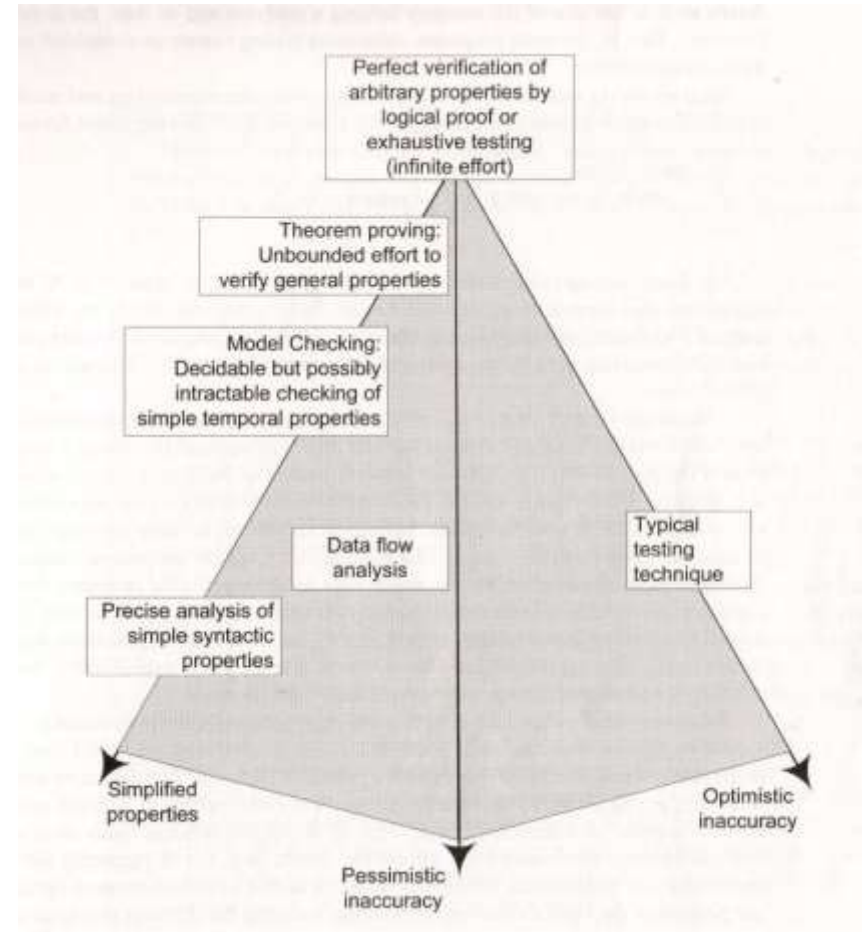 Perfect verification of
arbitrary properties by
logical proof or
exhaustive testing
(infinite effort)
Theorem proving:
Unbounded effort to
verify general properties
Model Checking:
Decidable but possibly
intractable checking of
simple temporal properties
Data flow
analysis
Typical
testing
technique
Precise analysis of
simple syntactic
properties
Simplified
properties
Optimistic
inaccuracy
Pessimistic
inaccuracy